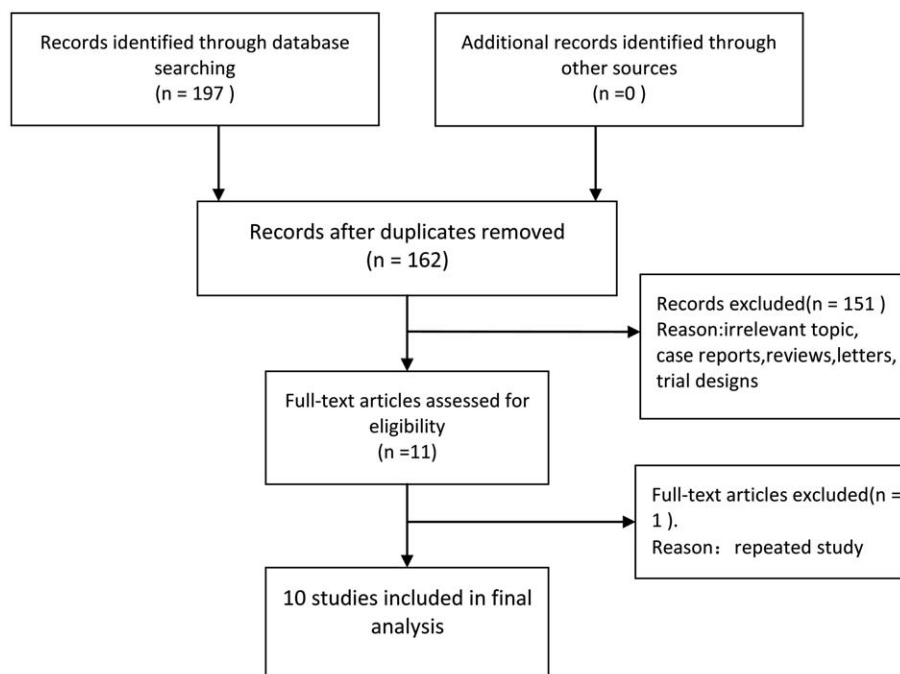 Records identified through database
searching
(n = 197 )
Additional records identified through
other sources
(n =0 )
Records after duplicates removed
(n = 162)
Records excluded(n = 151 )
Reason:irrelevant topic,
case reports,reviews,letters,
trial designs
Full-text articles assessed for
eligibility
(n =11)
Full-text articles excluded(n =
1 ).
Reason：repeated study
10 studies included in final
analysis